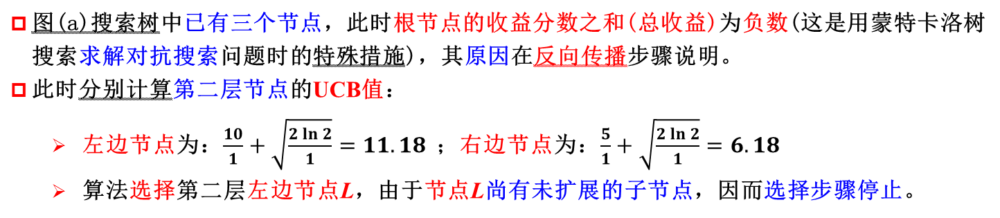 图(a)搜索树中已有三个节点，此时根节点的收益分数之和(总收益)为负数(这是用蒙特卡洛树
搜索求解对抗搜索问题时的特殊措施)，其原因在反向传播步骤说明。
此时分别计算第二层节点的UCB值：
➢ 左边节点为：10/1 + √(2 ln 2/1) = 11.18 ；右边节点为：5/1 + √(2 ln 2/1) = 6.18
➢ 算法选择第二层左边节点L，由于节点L尚有未扩展的子节点，因而选择步骤停止。